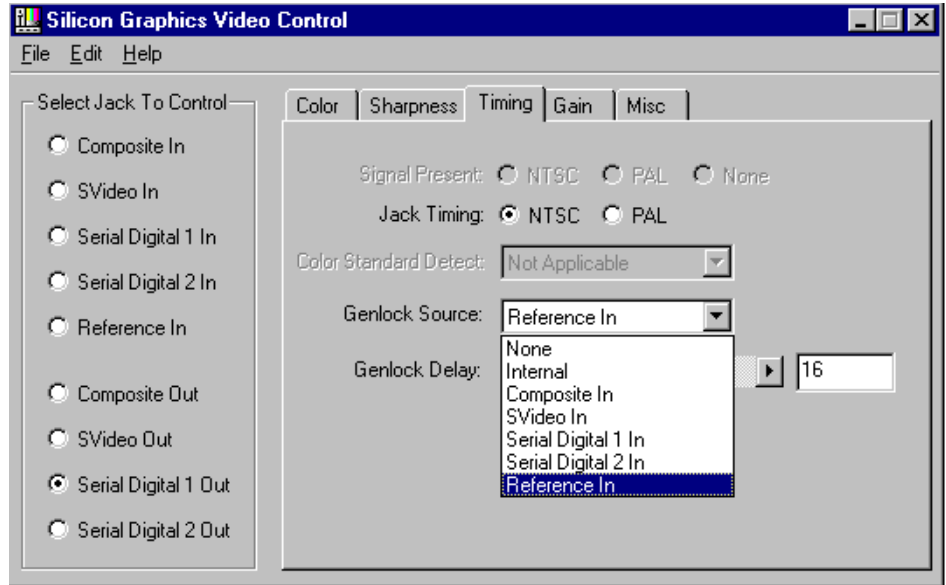 Silicon Graphics Video Control
File Edit Help
Select Jack To Control
Composite In
SVideo In
Serial Digital 1 In
Serial Digital 2 In
Reference In
Composite Out
SVideo Out
Serial Digital 1 Out
Serial Digital 2 Out
Color Sharpness Timing Gain Misc
Signal Present: NTSC PAL None
Jack Timing: NTSC PAL
Color Standard Detect: Not Applicable
Genlock Source: Reference In
None
Internal
Composite In
SVideo In
Serial Digital 1 In
Serial Digital 2 In
Reference In
Genlock Delay: 16